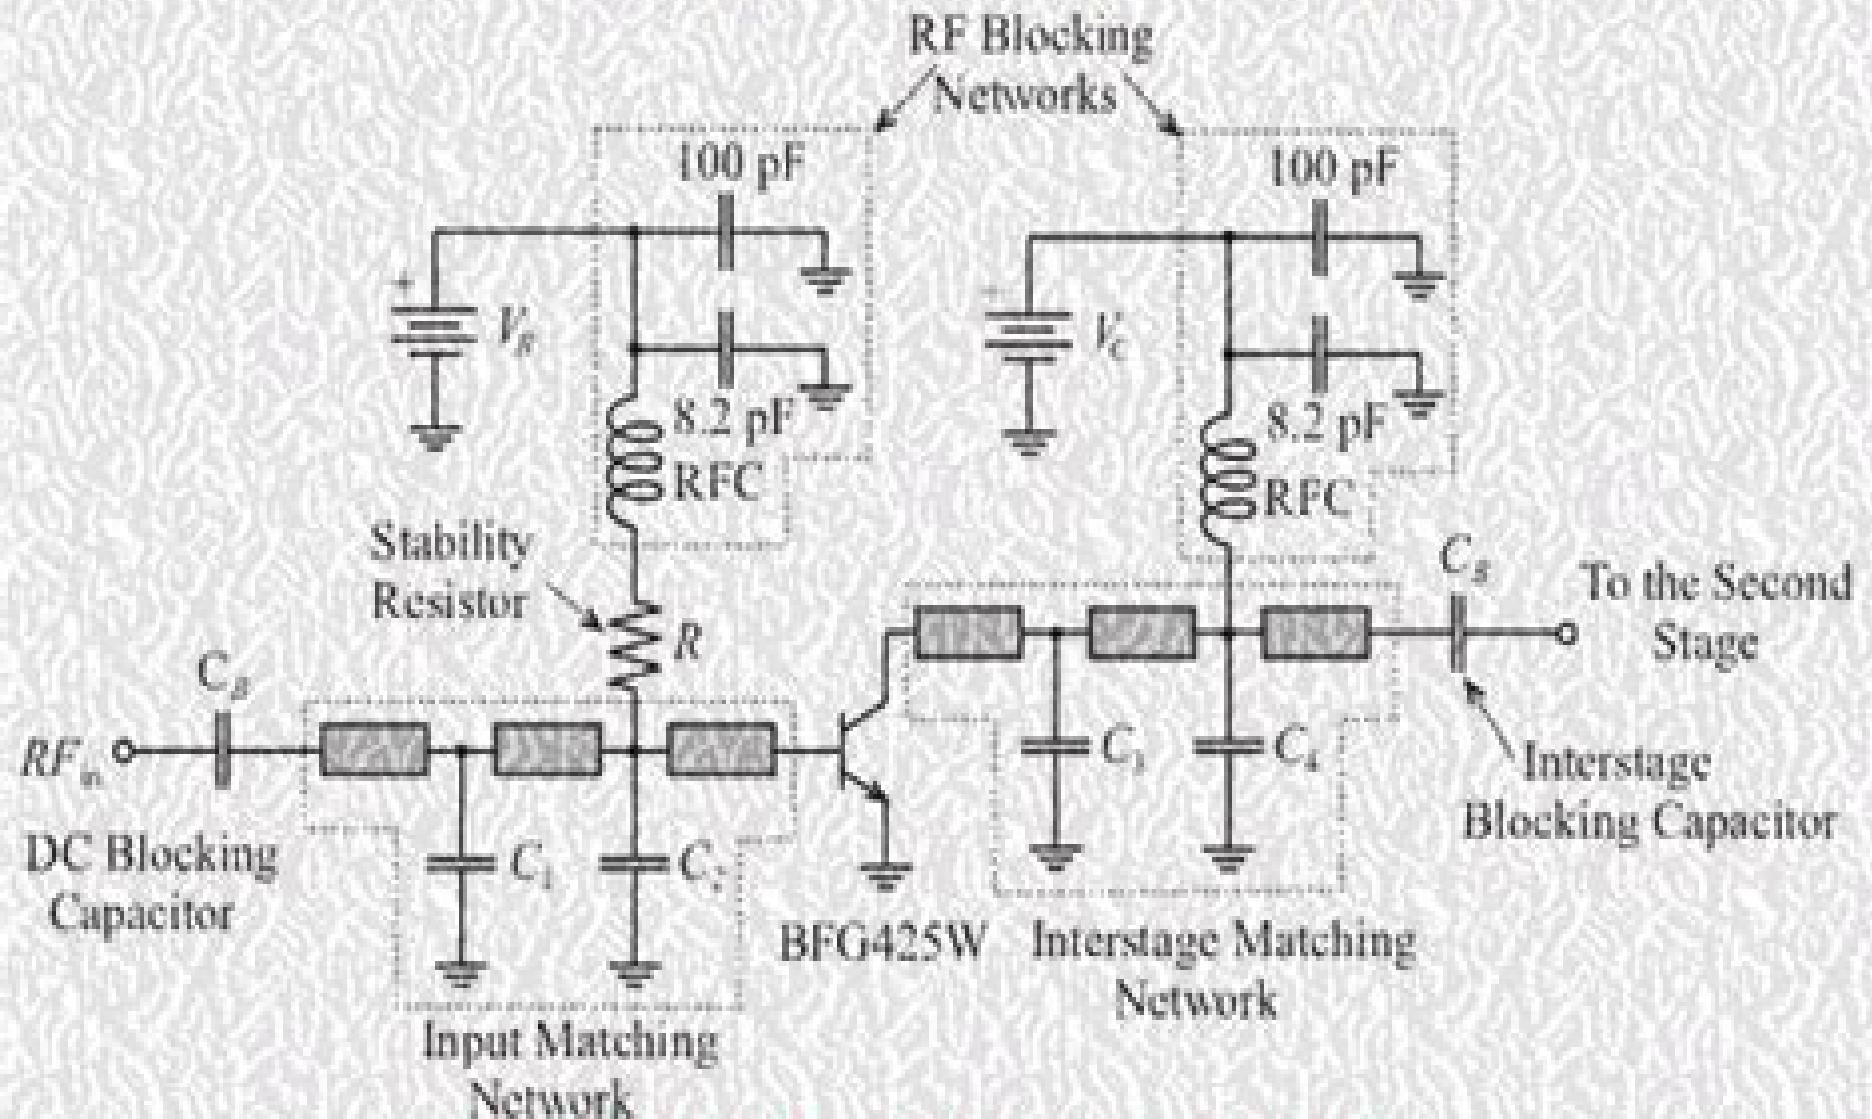 RF Blocking
Networks
100 pF
100 pF
+
V_B
+
V_C
8.2 pF
RFC
8.2 pF
RFC
Stability
Resistor
R
C_B
To the Second
Stage
C_B
RF_in
C_3
C_4
Interstage
Blocking Capacitor
DC Blocking
Capacitor
C_1
C_2
BFG425W
Interstage Matching
Network
Input Matching
Network